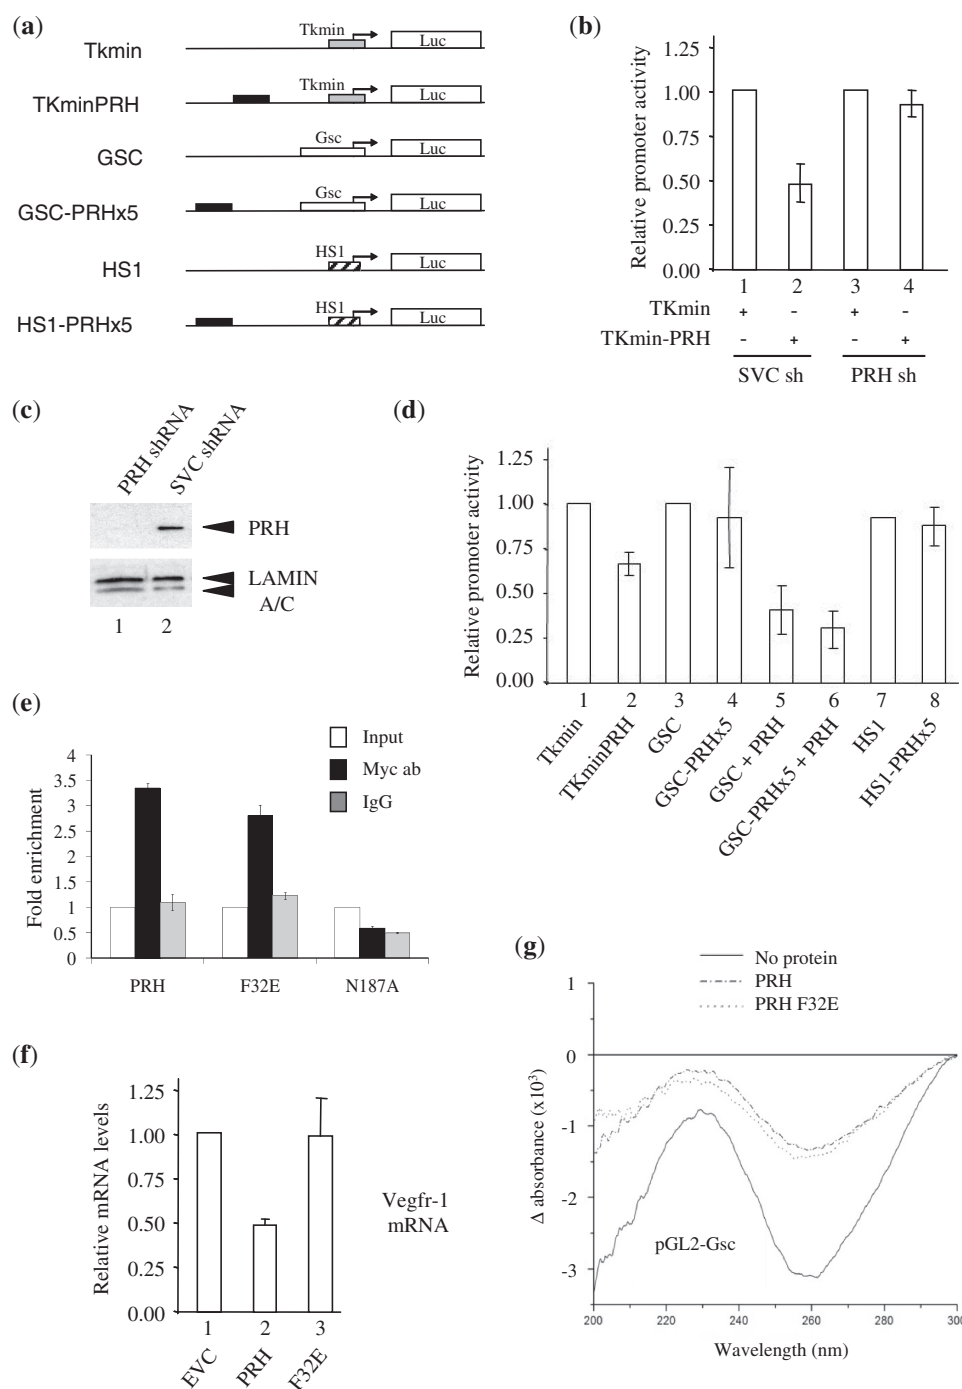 (a)
Tkmin
Tkmin
Luc
TKminPRH
Tkmin
Luc
GSC
Gsc
Luc
GSC-PRHx5
Gsc
Luc
HS1
HS1
Luc
HS1-PRHx5
HS1
Luc
(b)
Relative promoter activity
1.25
1.00
0.75
0.50
0.25
0.00
1 2 3 4
TKmin + - + -
TKmin-PRH - + - +
SVC sh PRH sh
(c)
PRH shRNA
SVC shRNA
PRH
LAMIN
A/C
1 2
(d)
Relative promoter activity
1.25
1.00
0.75
0.50
0.25
0.00
1 2 3 4 5 6 7 8
Tkmin
TKminPRH
GSC
GSC-PRHx5
GSC + PRH
GSC-PRHx5 + PRH
HS1
HS1-PRHx5
(e)
Input
Myc ab
IgG
Fold enrichment
4
3.5
3
2.5
2
1.5
1
0.5
0
PRH F32E N187A
(f)
Relative mRNA levels
1.25
1.00
0.75
0.50
0.25
0.00
1 2 3
EVC
PRH
F32E
Vegfr-1
mRNA
(g)
No protein
PRH
PRH F32E
Δ absorbance (x10³)
1
0
-1
-2
-3
pGL2-Gsc
200 220 240 260 280 300
Wavelength (nm)